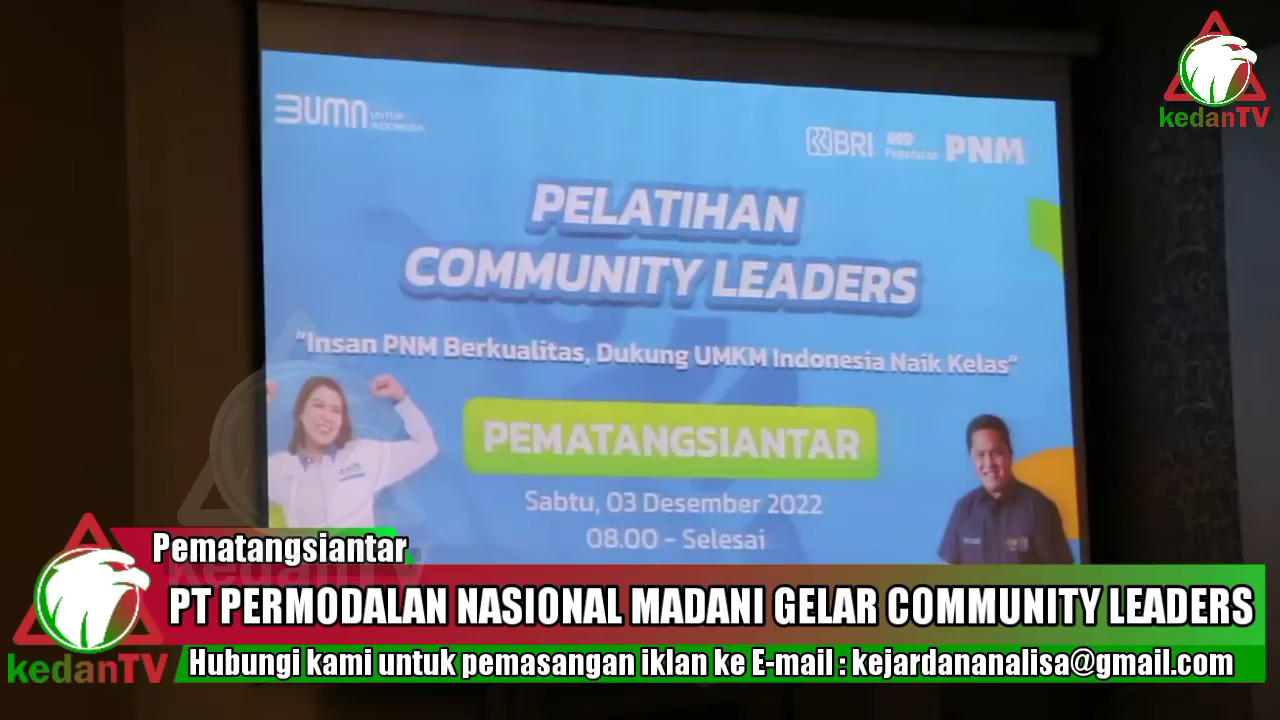 kedanTV
BUMN UNTUK INDONESIA
BRI Pegadaian PNM
PELATIHAN
COMMUNITY LEADERS
"Insan PNM Berkualitas, Dukung UMKM Indonesia Naik Kelas"
PEMATANGSIANTAR
Sabtu, 03 Desember 2022
08.00 - Selesai
kedanTV
Pematangsiantar
PT PERMODALAN NASIONAL MADANI GELAR COMMUNITY LEADERS
kedanTV
Hubungi kami untuk pemasangan iklan ke E-mail : kejardananalisa@gmail.com